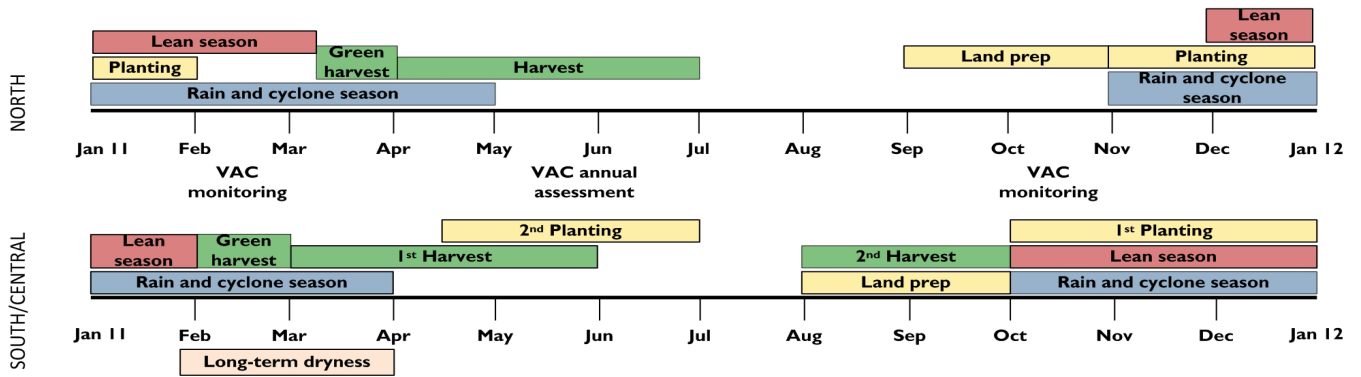 Lean
season
Lean season
Green
harvest
Land prep
Planting
Planting
Harvest
Rain and cyclone season
Rain and cyclone
season
NORTH
Jan 11 Feb Mar Apr May Jun Jul Aug Sep Oct Nov Dec Jan 12
VAC
monitoring
VAC annual
assessment
VAC
monitoring
2nd Planting
1st Planting
Lean
season
Green
harvest
1st Harvest
2nd Harvest
Lean season
Rain and cyclone season
Land prep
Rain and cyclone season
SOUTH/CENTRAL
Jan 11 Feb Mar Apr May Jun Jul Aug Sep Oct Nov Dec Jan 12
Long-term dryness